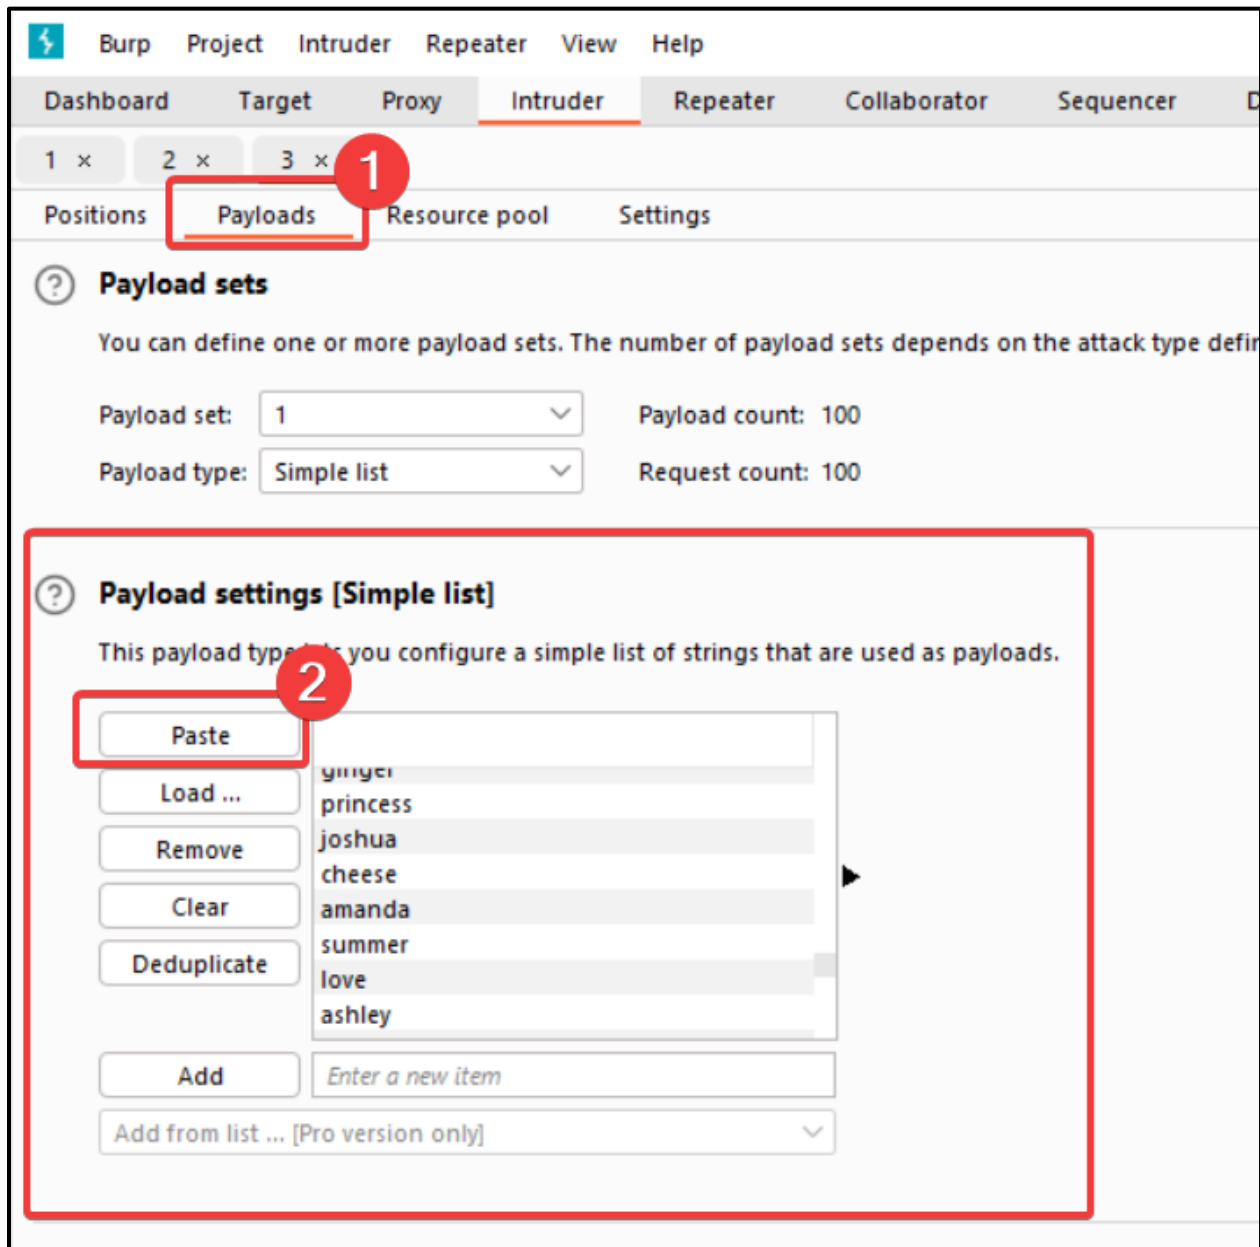 Burp Project Intruder Repeater View Help
Dashboard Target Proxy Intruder Repeater Collaborator Sequencer D
1 × 2 × 3 ×
1
Positions Payloads Resource pool Settings
? Payload sets
You can define one or more payload sets. The number of payload sets depends on the attack type defin
Payload set: 1 Payload count: 100
Payload type: Simple list Request count: 100
? Payload settings [Simple list]
This payload type you configure a simple list of strings that are used as payloads.
2
Paste
ginger
Load ...
princess
joshua
Remove
cheese
Clear
amanda
summer
Deduplicate
love
ashley
Add Enter a new item
Add from list ... [Pro version only]